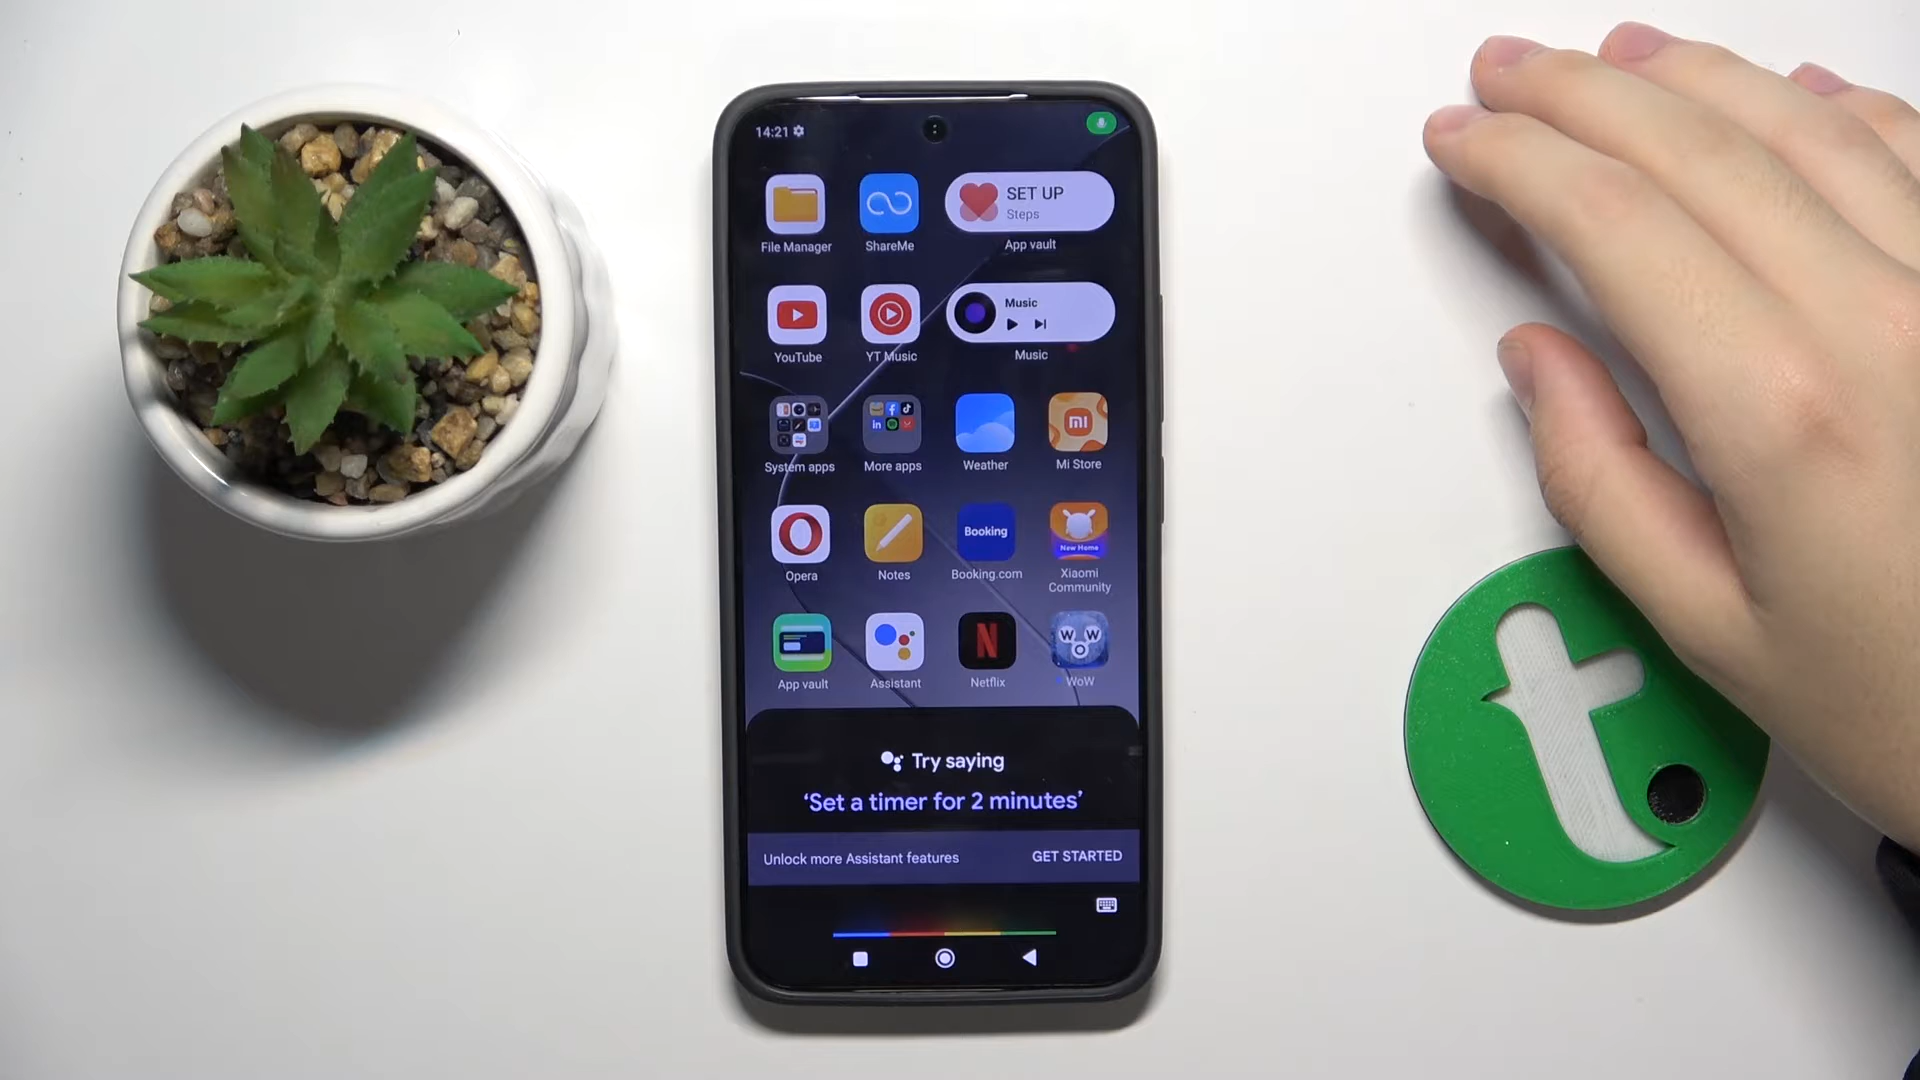 14:21
SET UP
Steps
File Manager
ShareMe
App vault
Music
YouTube
YT Music
Music
System apps
More apps
Weather
Mi Store
Booking
New Home
Opera
Notes
Booking.com
Xiaomi
Community
N
W W
O
App vault
Assistant
Netflix
WoW
Try saying
‘Set a timer for 2 minutes’
Unlock more Assistant features
GET STARTED
t.